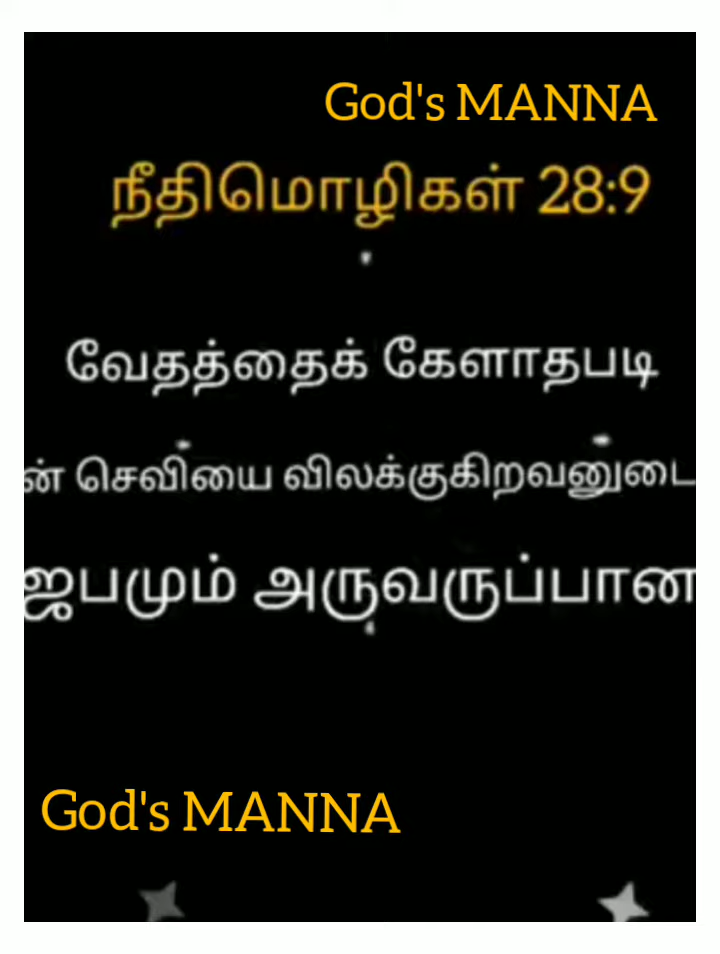 God's MANNA
நீதிமொழிகள் 28:9
வேதத்தைக் கேளாதபடி
ன் செவியை விலக்குகிறவனுடை
ஜபமும் அருவருப்பான
God's MANNA